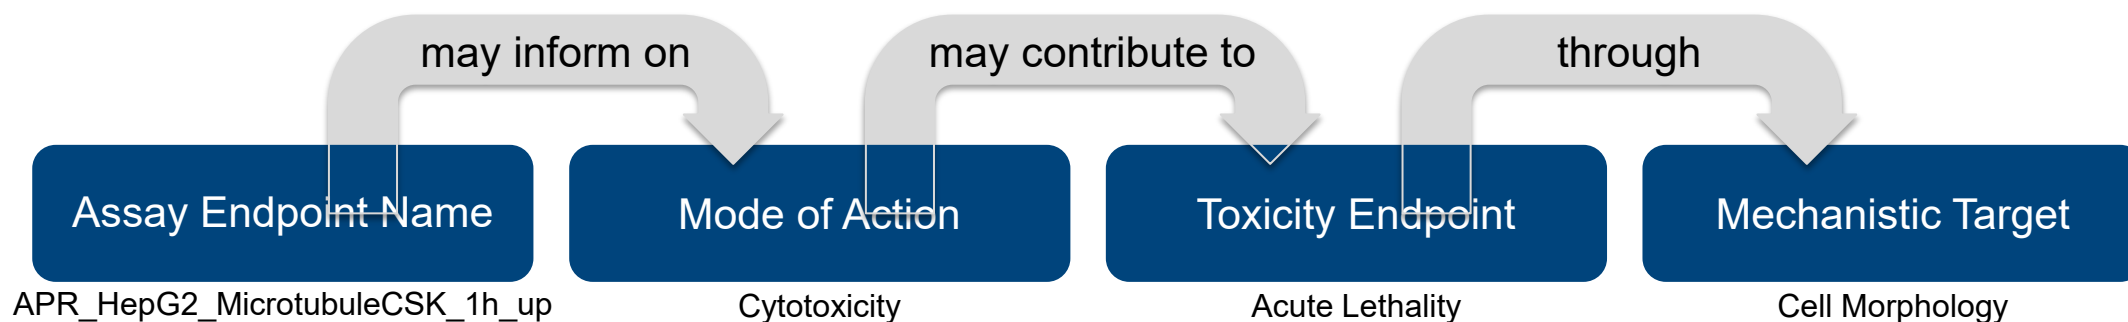 may inform on
may contribute to
through
Assay Endpoint Name
Mode of Action
Toxicity Endpoint
Mechanistic Target
APR_HepG2_MicrotubuleCSK_1h_up
Cytotoxicity
Acute Lethality
Cell Morphology